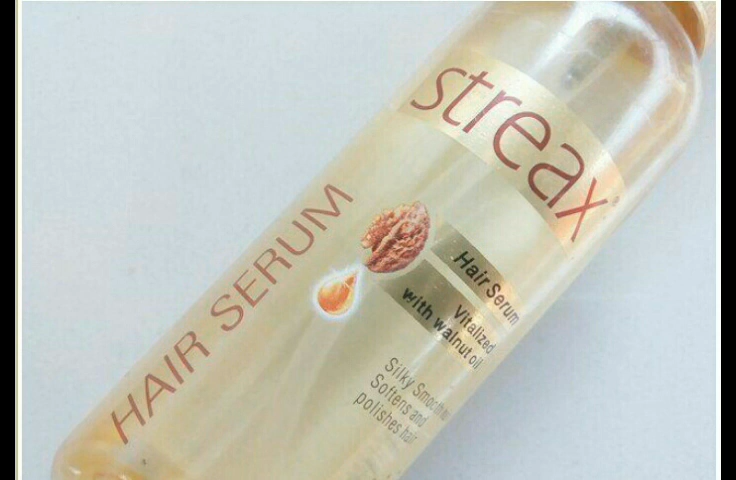 streax
HAIR SERUM
Hair Serum
Vitalized
with walnut oil
Silky Smooth
Softens and
polishes hair